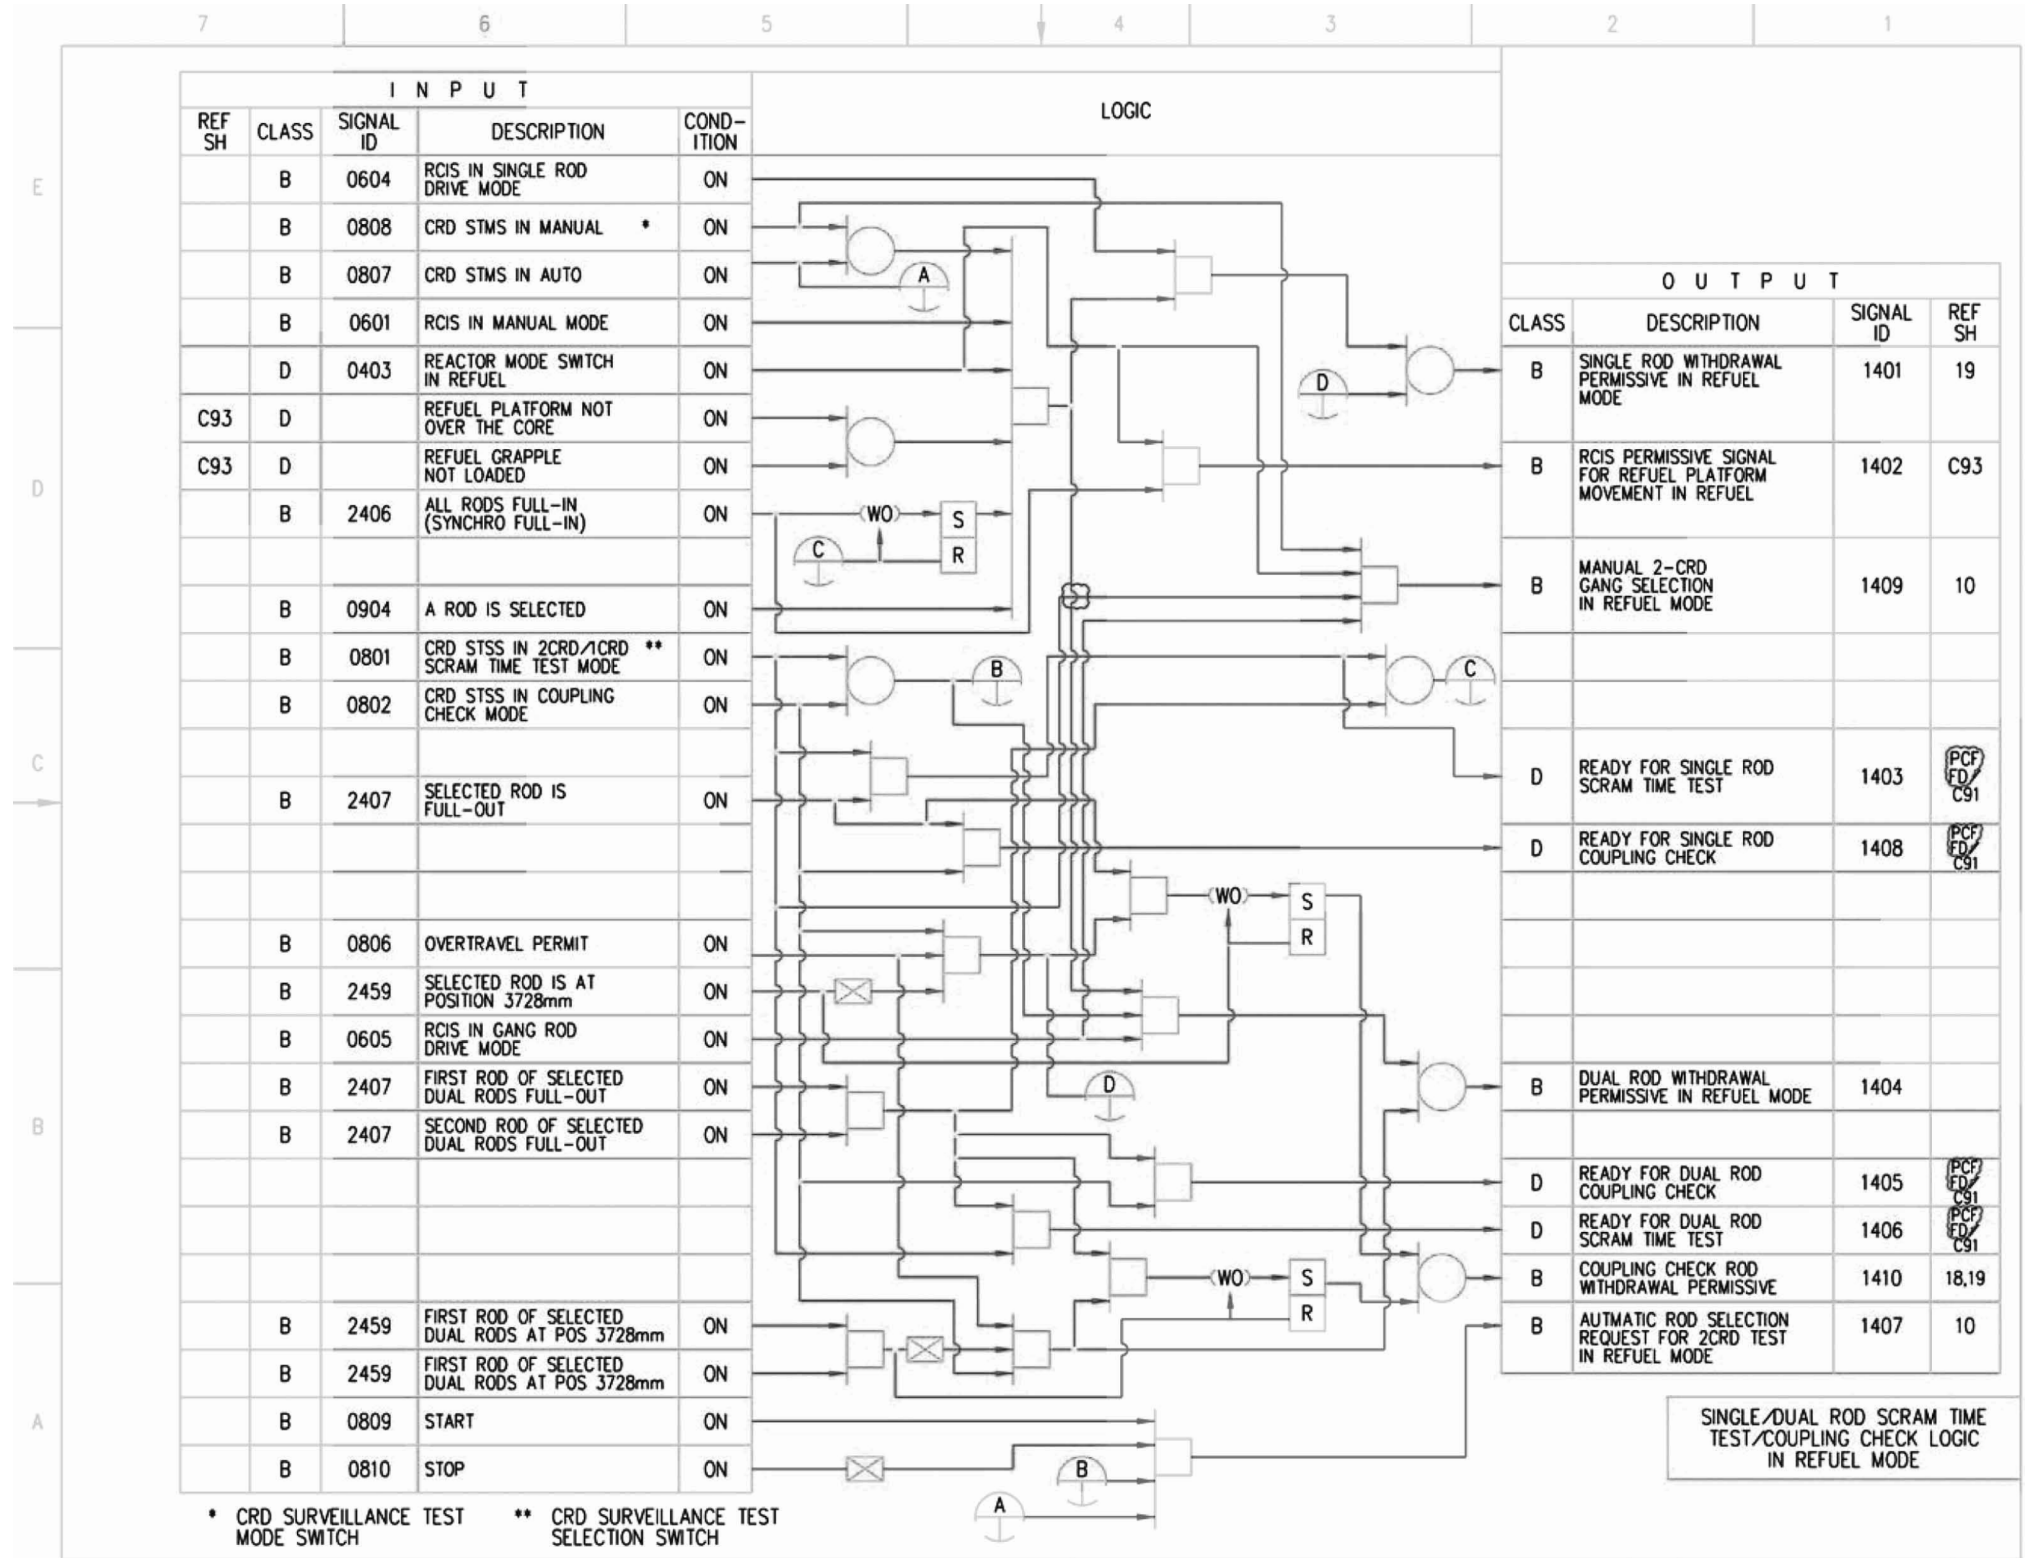 7 6 5 4 3 2 1
E
D
C
B
A
I N P U T
LOGIC
REF SH
CLASS
SIGNAL ID
DESCRIPTION
COND-ITION
B 0604 RCIS IN SINGLE ROD DRIVE MODE ON
B 0808 CRD STMS IN MANUAL * ON
B 0807 CRD STMS IN AUTO ON
B 0601 RCIS IN MANUAL MODE ON
D 0403 REACTOR MODE SWITCH IN REFUEL ON
C93 D REFUEL PLATFORM NOT OVER THE CORE ON
C93 D REFUEL GRAPPLE NOT LOADED ON
B 2406 ALL RODS FULL-IN (SYNCHRO FULL-IN) ON
B 0904 A ROD IS SELECTED ON
B 0801 CRD STSS IN 2CRD/1CRD ** SCRAM TIME TEST MODE ON
B 0802 CRD STSS IN COUPLING CHECK MODE ON
B 2407 SELECTED ROD IS FULL-OUT ON
B 0806 OVERTRAVEL PERMIT ON
B 2459 SELECTED ROD IS AT POSITION 3728mm ON
B 0605 RCIS IN GANG ROD DRIVE MODE ON
B 2407 FIRST ROD OF SELECTED DUAL RODS FULL-OUT ON
B 2407 SECOND ROD OF SELECTED DUAL RODS FULL-OUT ON
B 2459 FIRST ROD OF SELECTED DUAL RODS AT POS 3728mm ON
B 2459 FIRST ROD OF SELECTED DUAL RODS AT POS 3728mm ON
B 0809 START ON
B 0810 STOP ON
A
D
(WO) S
C R
B
C
(WO) S
R
D
(WO) S
R
B
A
O U T P U T
CLASS
DESCRIPTION
SIGNAL ID
REF SH
B SINGLE ROD WITHDRAWAL PERMISSIVE IN REFUEL MODE 1401 19
B RCIS PERMISSIVE SIGNAL FOR REFUEL PLATFORM MOVEMENT IN REFUEL 1402 C93
B MANUAL 2-CRD GANG SELECTION IN REFUEL MODE 1409 10
D READY FOR SINGLE ROD SCRAM TIME TEST 1403 PCF FD/ C91
D READY FOR SINGLE ROD COUPLING CHECK 1408 PCF FD/ C91
B DUAL ROD WITHDRAWAL PERMISSIVE IN REFUEL MODE 1404
D READY FOR DUAL ROD COUPLING CHECK 1405 PCF FD/ C91
D READY FOR DUAL ROD SCRAM TIME TEST 1406 PCF FD/ C91
B COUPLING CHECK ROD WITHDRAWAL PERMISSIVE 1410 18,19
B AUTMATIC ROD SELECTION REQUEST FOR 2CRD TEST IN REFUEL MODE 1407 10
SINGLE/DUAL ROD SCRAM TIME
TEST/COUPLING CHECK LOGIC
IN REFUEL MODE
* CRD SURVEILLANCE TEST MODE SWITCH
** CRD SURVEILLANCE TEST SELECTION SWITCH